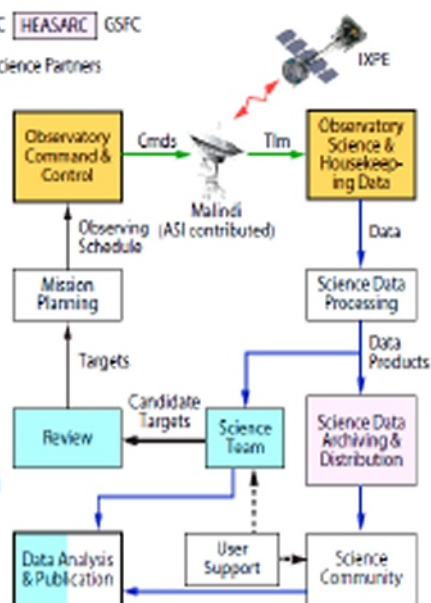 C HEASARC GSFC
cience Partners
IXPE
Observatory
Command &
Control
Cmds
Tlm
Observatory
Science &
Housekeep-
ing Data
Malindi
(ASI contributed)
Observing
Schedule
Data
Mission
Planning
Science Data
Processing
Targets
Data
Products
Candidate
Targets
Review
Science
Team
Science Data
Archiving &
Distribution
Data Analysis
& Publication
User
Support
Science
Community